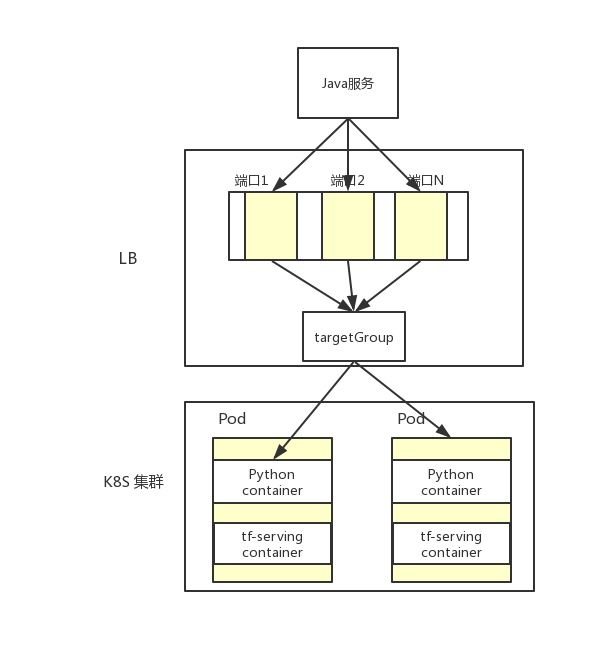 Java服务
端口1
端口2
端口N
LB
targetGroup
Pod
Pod
K8S 集群
Python
container
Python
container
tf-serving
container
tf-serving
container